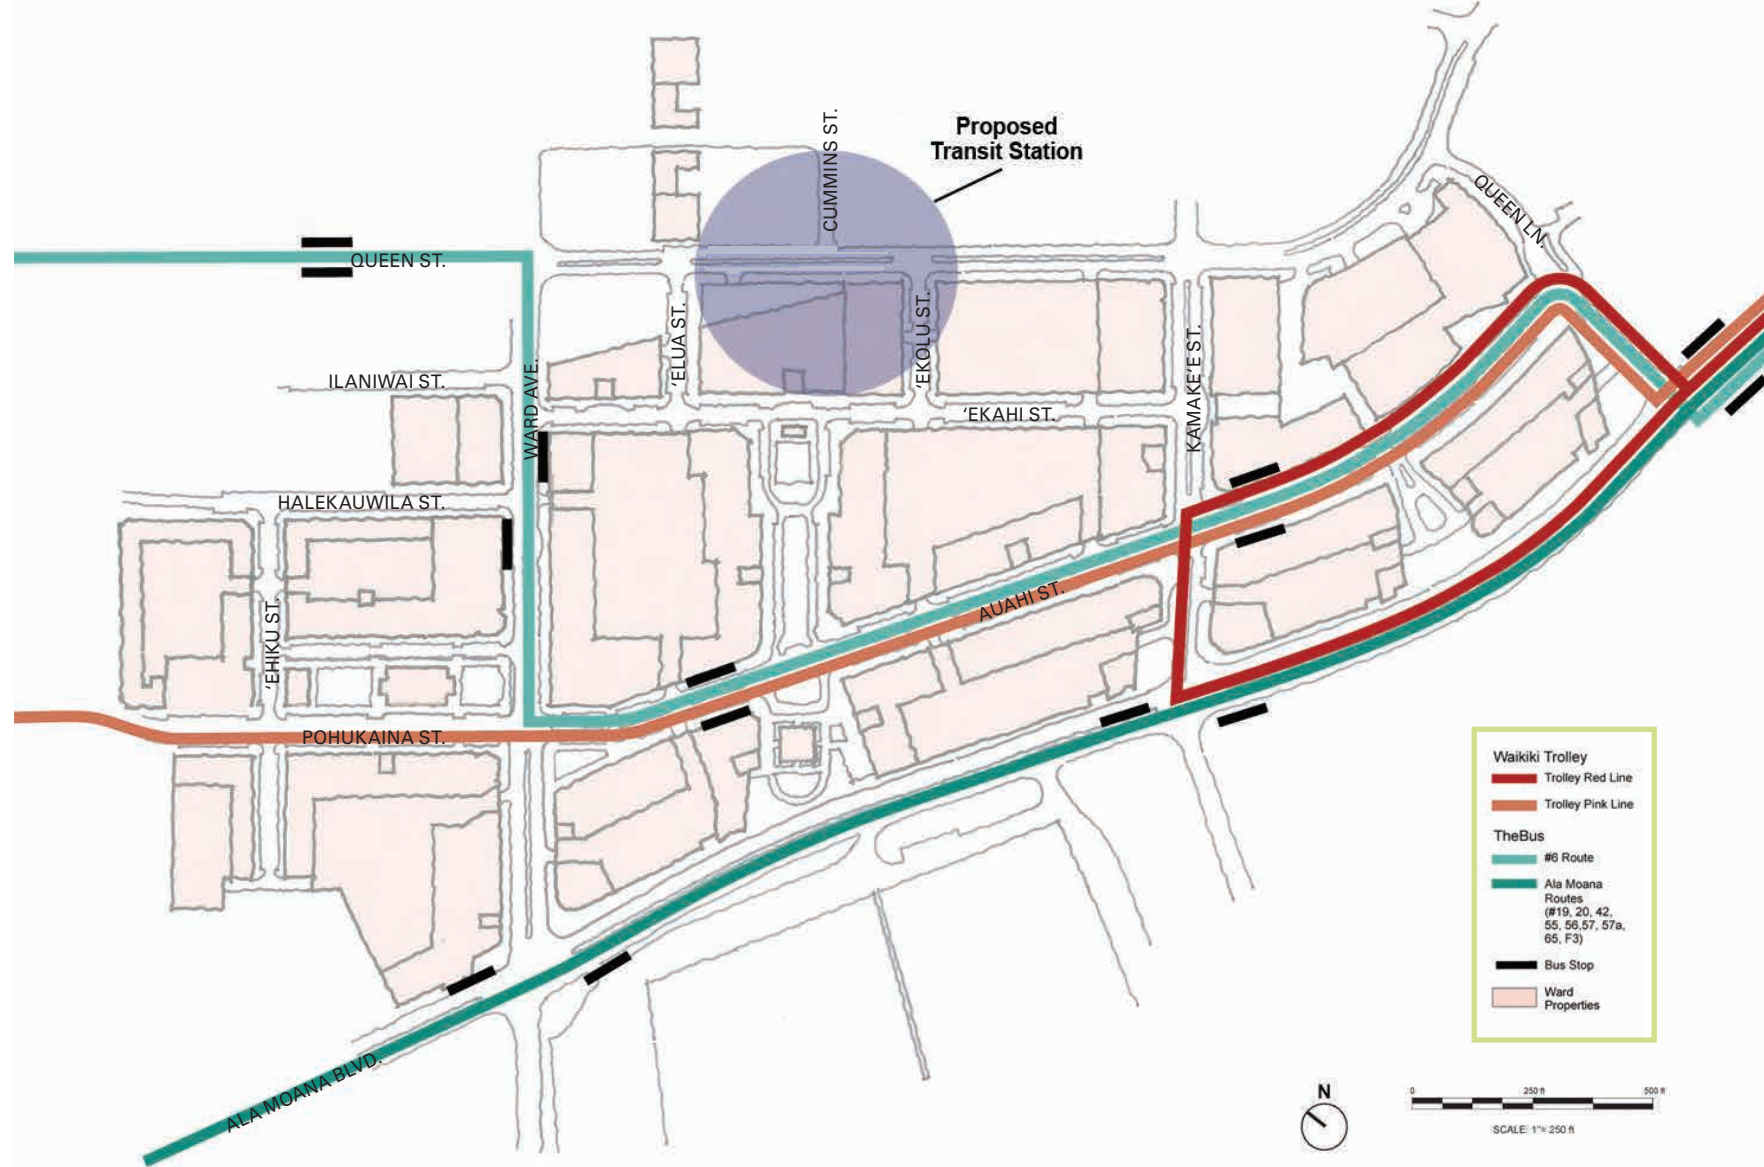 CUMMINS ST.
Proposed
Transit Station
QUEEN LN.
QUEEN ST.
'ELUA ST.
'EKOLU ST.
KAMAKE'E ST.
ILANIWAI ST.
WARD AVE.
'EKAHI ST.
HALEKAUWILA ST.
'EHIKU ST.
AUAHI ST.
POHUKAINA ST.
ALA MOANA BLVD.
Waikiki Trolley
Trolley Red Line
Trolley Pink Line
TheBus
#6 Route
Ala Moana
Routes
(#19, 20, 42,
55, 56,57, 57a,
65, F3)
Bus Stop
Ward
Properties
N
0 250 ft 500 ft
SCALE: 1"= 250 ft